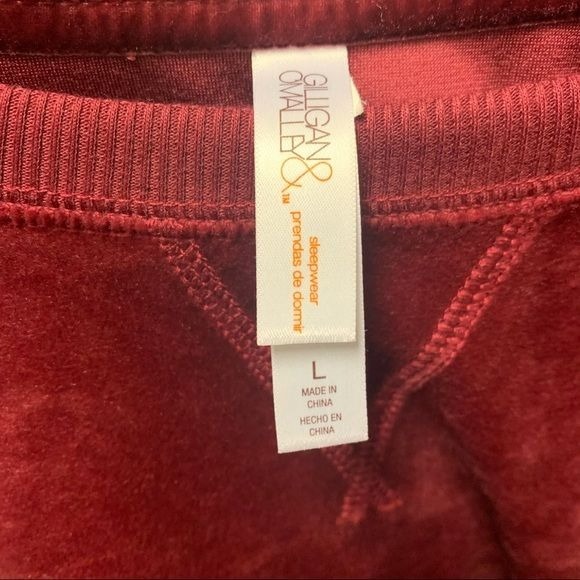 GILLIGAN &
O'MALLEY
TM
sleepwear
prendas de dormir
L
MADE IN
CHINA
HECHO EN
CHINA